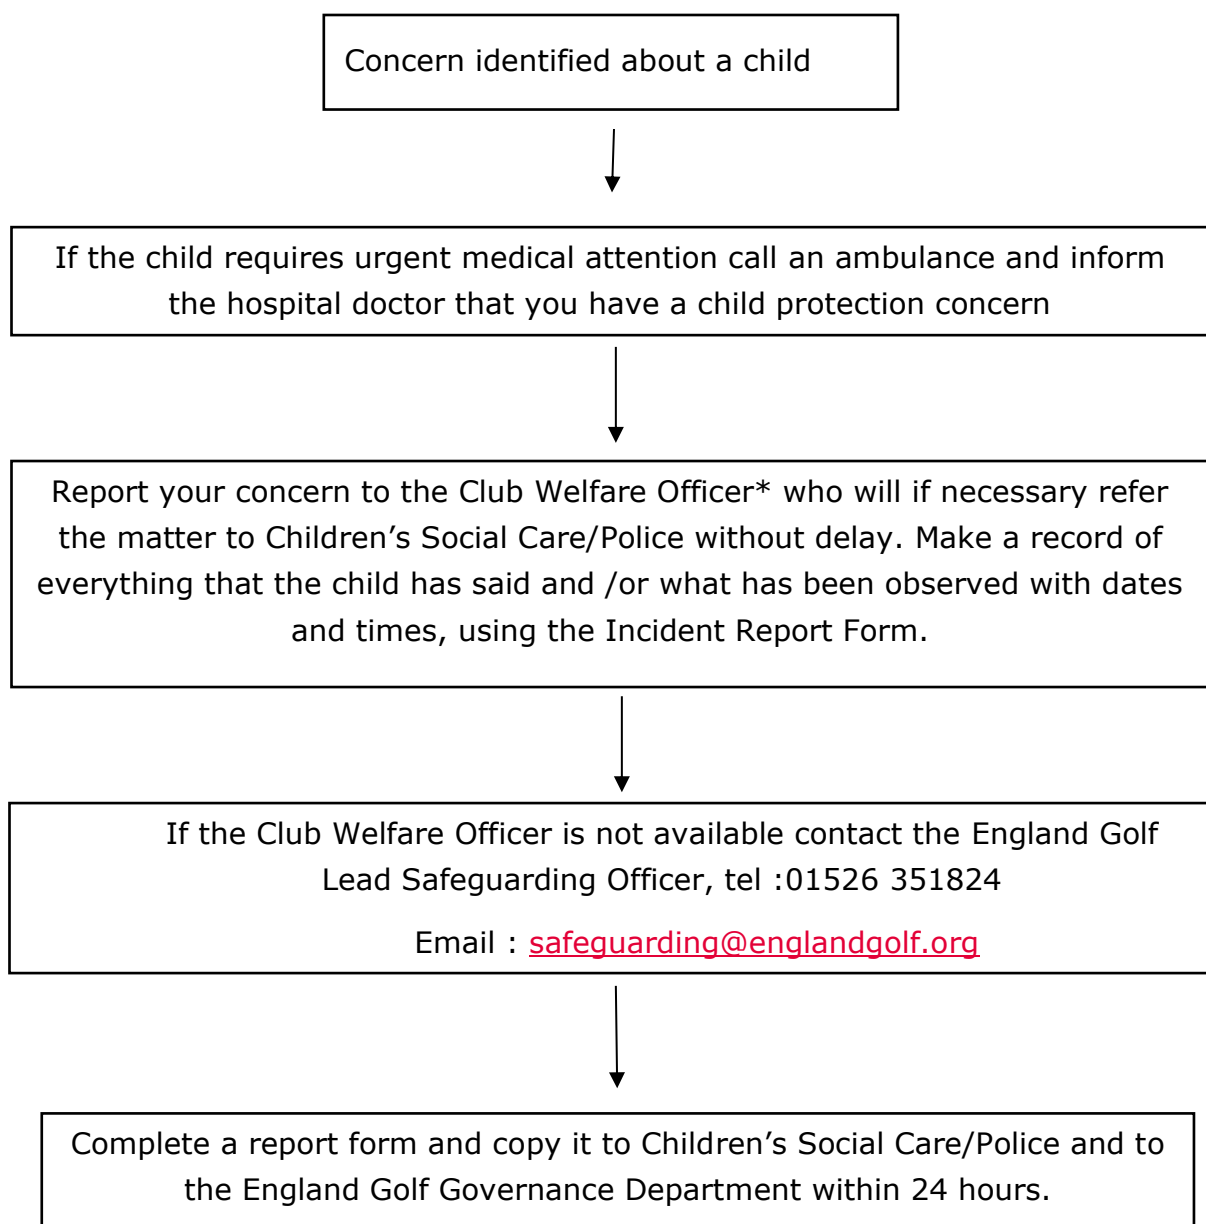 Concern identified about a child
If the child requires urgent medical attention call an ambulance and inform
the hospital doctor that you have a child protection concern
Report your concern to the Club Welfare Officer* who will if necessary refer
the matter to Children’s Social Care/Police without delay. Make a record of
everything that the child has said and /or what has been observed with dates
and times, using the Incident Report Form.
If the Club Welfare Officer is not available contact the England Golf
Lead Safeguarding Officer, tel :01526 351824
Email : safeguarding@englandgolf.org
Complete a report form and copy it to Children’s Social Care/Police and to
the England Golf Governance Department within 24 hours.